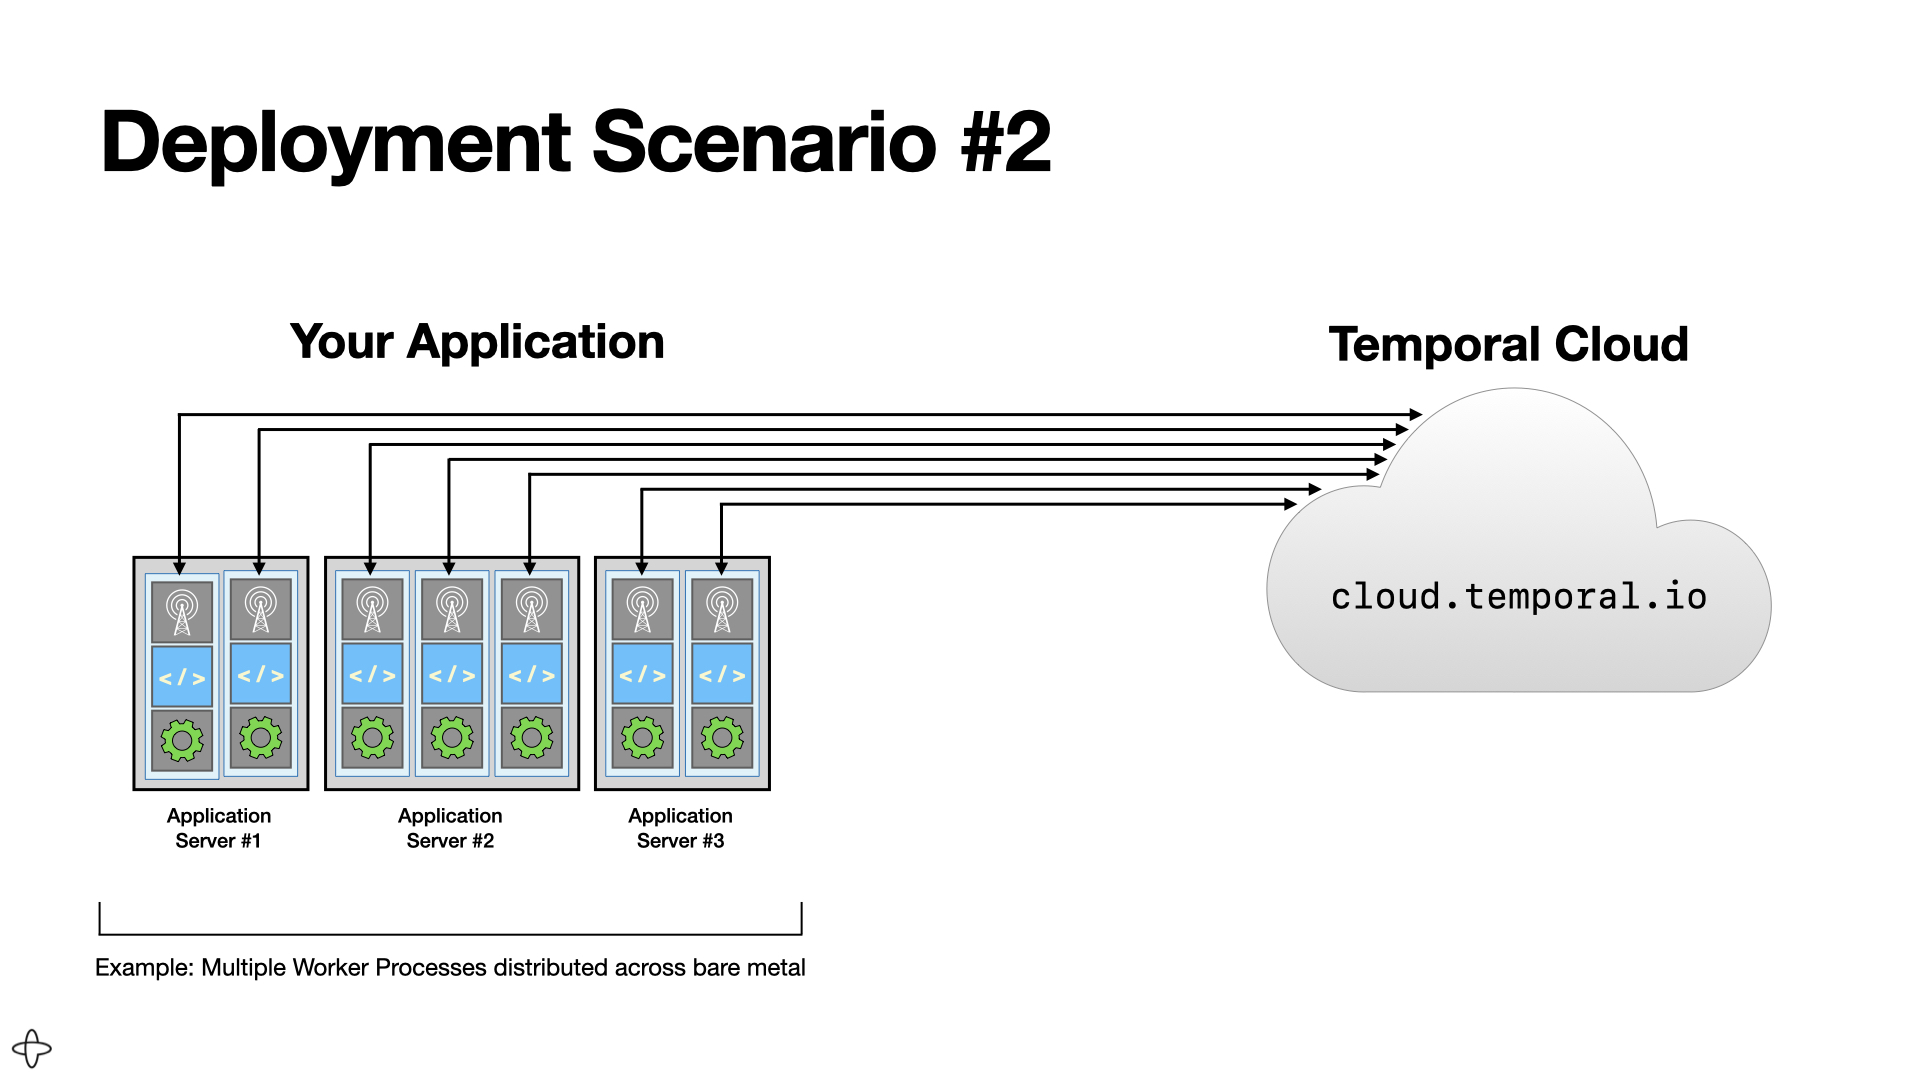 Deployment Scenario #2
Your Application
Temporal Cloud
cloud.temporal.io
</>
</>
</>
</>
</>
</>
</>
Application
Server #1
Application
Server #2
Application
Server #3
Example: Multiple Worker Processes distributed across bare metal